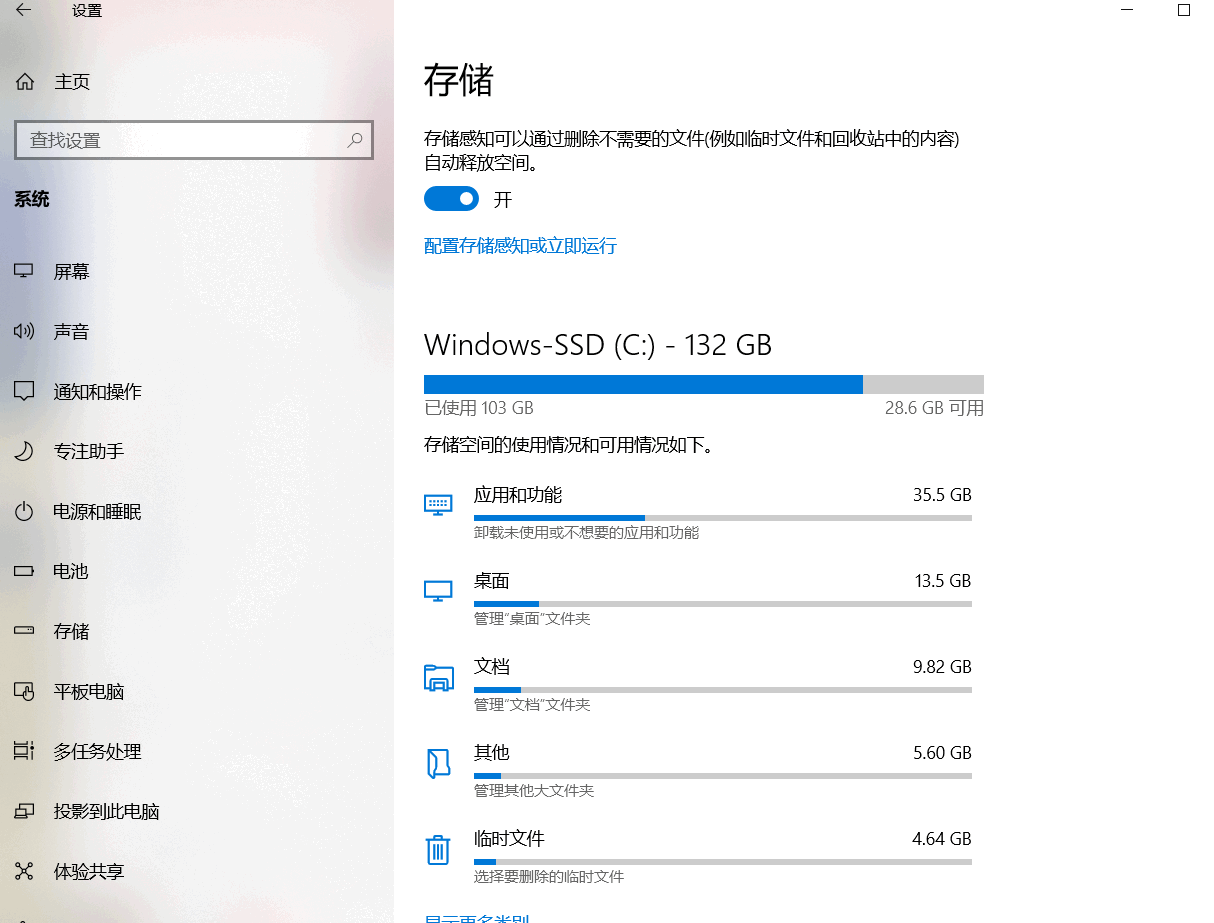 设置
主页
查找设置
系统
屏幕
声音
通知和操作
专注助手
电源和睡眠
电池
存储
平板电脑
多任务处理
投影到此电脑
体验共享
存储
存储感知可以通过删除不需要的文件(例如临时文件和回收站中的内容)
自动释放空间。
开
配置存储感知或立即运行
Windows-SSD (C:) - 132 GB
已使用 103 GB
28.6 GB 可用
存储空间的使用情况和可用情况如下。
应用和功能
35.5 GB
卸载未使用或不想要的应用和功能
桌面
13.5 GB
管理"桌面"文件夹
文档
9.82 GB
管理"文档"文件夹
其他
5.60 GB
管理其他大文件夹
临时文件
4.64 GB
选择要删除的临时文件
显示更多类别